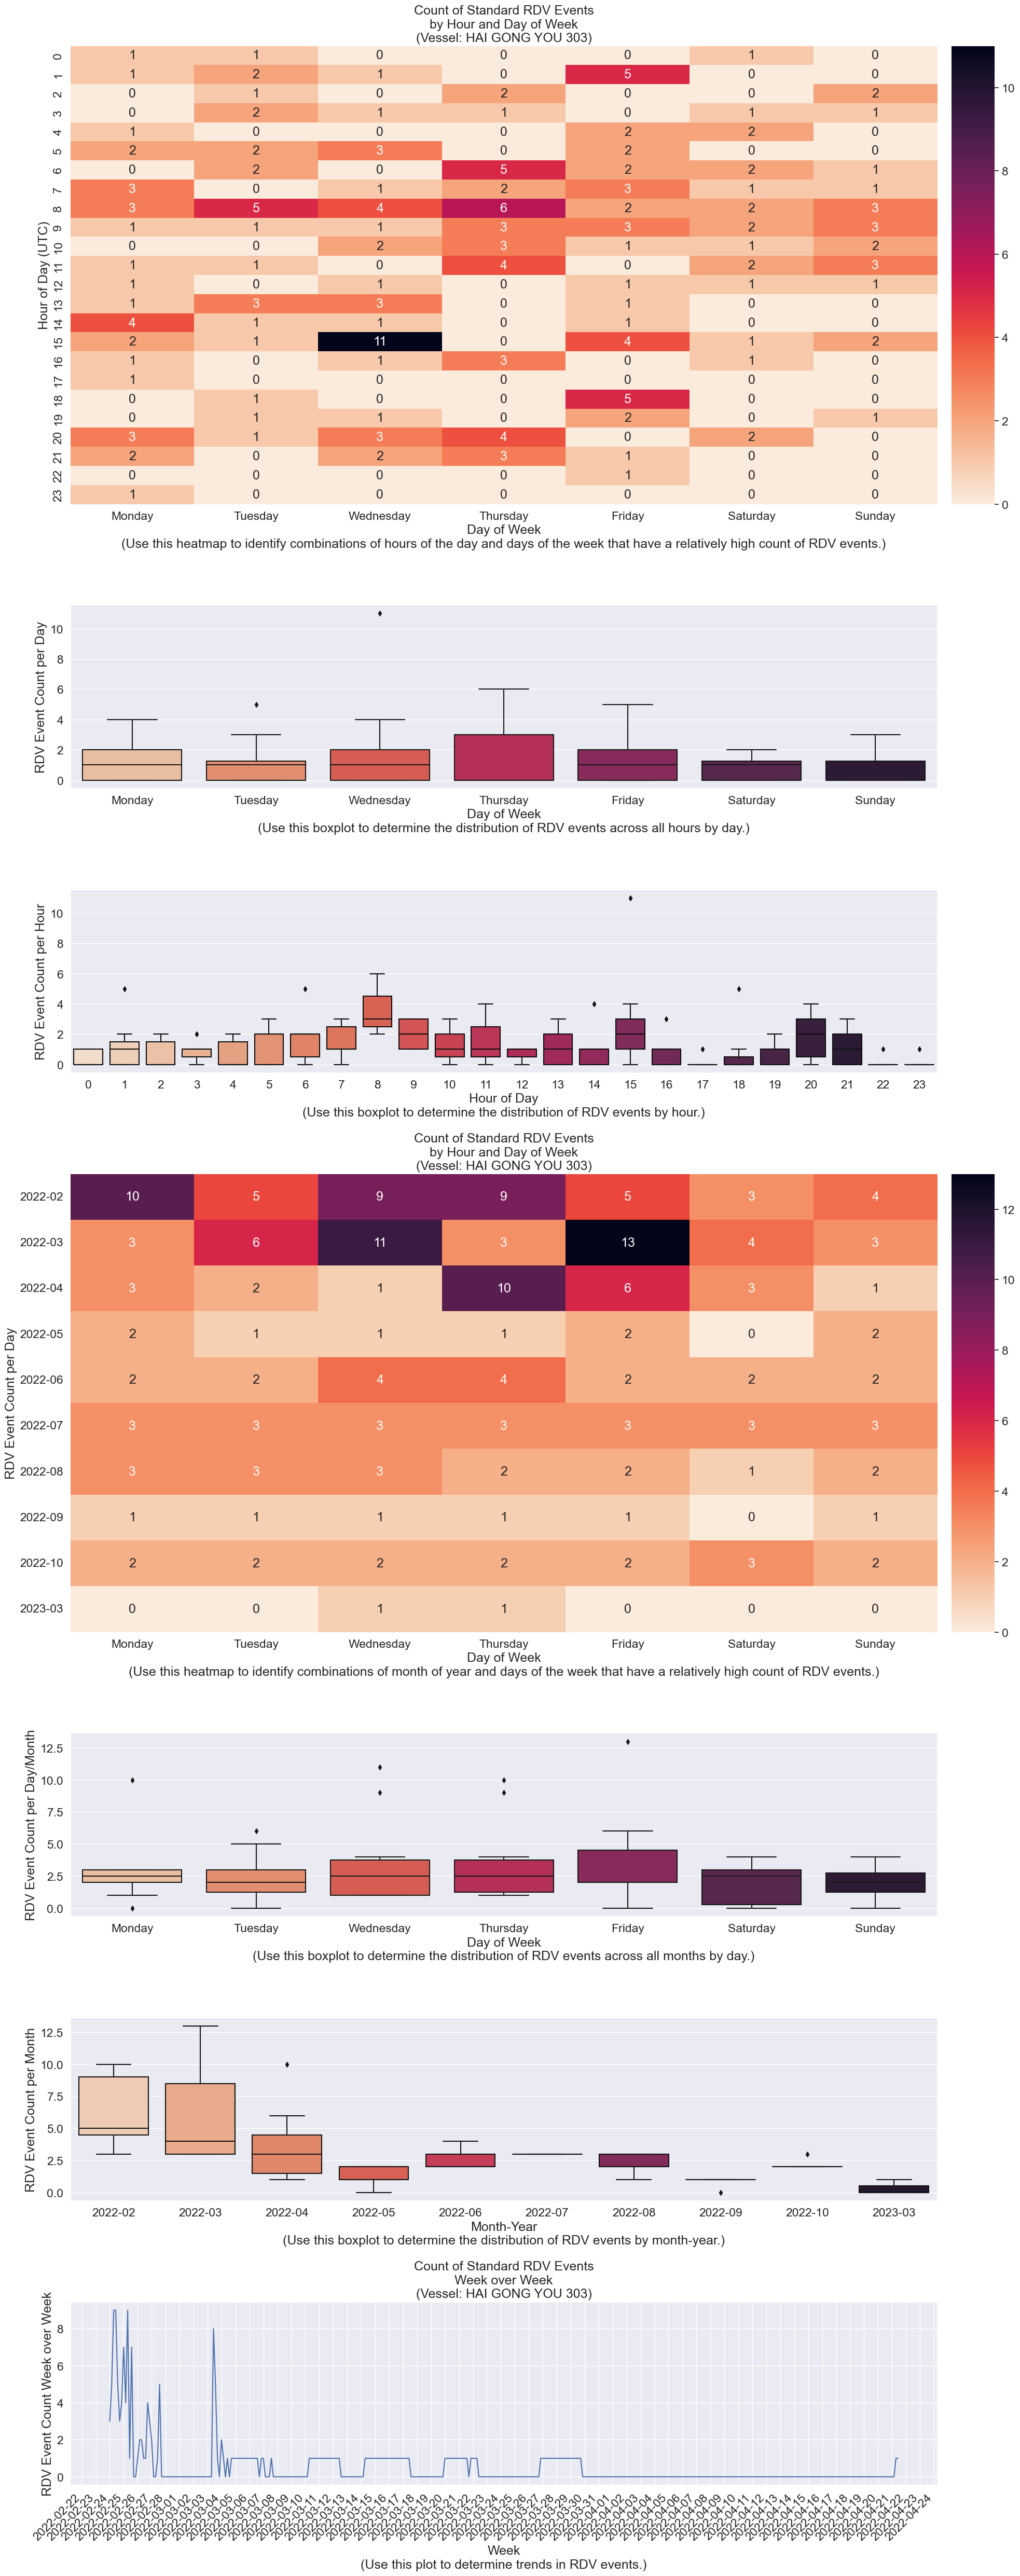 Count of Standard RDV Events
by Hour and Day of Week
(Vessel: HAI GONG YOU 303)
Hour of Day (UTC)
0 1 1 0 0 0 1 0
1 1 2 1 0 5 0 0
2 0 1 0 2 0 0 2
3 0 2 1 1 0 1 1
4 1 0 0 0 2 2 0
5 2 2 3 0 2 0 0
6 0 2 0 5 2 2 1
7 3 0 1 2 3 1 1
8 3 5 4 6 2 2 3
9 1 1 1 3 3 2 3
10 0 0 2 3 1 1 2
11 1 1 0 4 0 2 3
12 1 0 1 0 1 1 1
13 1 3 3 0 1 0 0
14 4 1 1 0 1 0 0
15 2 1 11 0 4 1 2
16 1 0 1 3 0 1 0
17 1 0 0 0 0 0 0
18 0 1 0 0 5 0 0
19 0 1 1 0 2 0 1
20 3 1 3 4 0 2 0
21 2 0 2 3 1 0 0
22 0 0 0 0 1 0 0
23 1 0 0 0 0 0 0
Monday Tuesday Wednesday Thursday Friday Saturday Sunday
10
8
6
4
2
0
Day of Week
(Use this heatmap to identify combinations of hours of the day and days of the week that have a relatively high count of RDV events.)
RDV Event Count per Day
10
8
6
4
2
0
Monday Tuesday Wednesday Thursday Friday Saturday Sunday
Day of Week
(Use this boxplot to determine the distribution of RDV events across all hours by day.)
RDV Event Count per Hour
10
8
6
4
2
0
0 1 2 3 4 5 6 7 8 9 10 11 12 13 14 15 16 17 18 19 20 21 22 23
Hour of Day
(Use this boxplot to determine the distribution of RDV events by hour.)
Count of Standard RDV Events
by Hour and Day of Week
(Vessel: HAI GONG YOU 303)
RDV Event Count per Day
2022-02 10 5 9 9 5 3 4
2022-03 3 6 11 3 13 4 3
2022-04 3 2 1 10 6 3 1
2022-05 2 1 1 1 2 0 2
2022-06 2 2 4 4 2 2 2
2022-07 3 3 3 3 3 3 3
2022-08 3 3 3 2 2 1 2
2022-09 1 1 1 1 1 0 1
2022-10 2 2 2 2 2 3 2
2023-03 0 0 1 1 0 0 0
Monday Tuesday Wednesday Thursday Friday Saturday Sunday
12
10
8
6
4
2
0
Day of Week
(Use this heatmap to identify combinations of month of year and days of the week that have a relatively high count of RDV events.)
RDV Event Count per Day/Month
12.5
10.0
7.5
5.0
2.5
0.0
Monday Tuesday Wednesday Thursday Friday Saturday Sunday
Day of Week
(Use this boxplot to determine the distribution of RDV events across all months by day.)
RDV Event Count per Month
12.5
10.0
7.5
5.0
2.5
0.0
2022-02 2022-03 2022-04 2022-05 2022-06 2022-07 2022-08 2022-09 2022-10 2023-03
Month-Year
(Use this boxplot to determine the distribution of RDV events by month-year.)
Count of Standard RDV Events
Week over Week
(Vessel: HAI GONG YOU 303)
RDV Event Count Week over Week
8
6
4
2
0
2022-02-22 2022-02-23 2022-02-24 2022-02-25 2022-02-26 2022-02-27 2022-02-28 2022-03-01 2022-03-02 2022-03-03 2022-03-04 2022-03-05 2022-03-06 2022-03-07 2022-03-08 2022-03-09 2022-03-10 2022-03-11 2022-03-12 2022-03-13 2022-03-14 2022-03-15 2022-03-16 2022-03-17 2022-03-18 2022-03-19 2022-03-20 2022-03-21 2022-03-22 2022-03-23 2022-03-24 2022-03-25 2022-03-26 2022-03-27 2022-03-28 2022-03-29 2022-03-30 2022-03-31 2022-04-01 2022-04-02 2022-04-03 2022-04-04 2022-04-05 2022-04-06 2022-04-07 2022-04-08 2022-04-09 2022-04-10 2022-04-11 2022-04-12 2022-04-13 2022-04-14 2022-04-15 2022-04-16 2022-04-17 2022-04-18 2022-04-19 2022-04-20 2022-04-21 2022-04-22 2022-04-23 2022-04-24
Week
(Use this plot to determine trends in RDV events.)